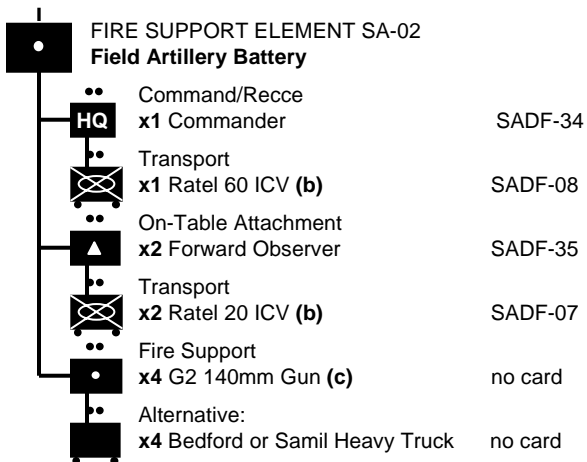 FIRE SUPPORT ELEMENT SA-02
Field Artillery Battery
Command/Recce
HQ x1 Commander SADF-34
Transport
x1 Ratel 60 ICV (b) SADF-08
On-Table Attachment
x2 Forward Observer SADF-35
Transport
x2 Ratel 20 ICV (b) SADF-07
Fire Support
x4 G2 140mm Gun (c) no card
Alternative:
x4 Bedford or Samil Heavy Truck no card